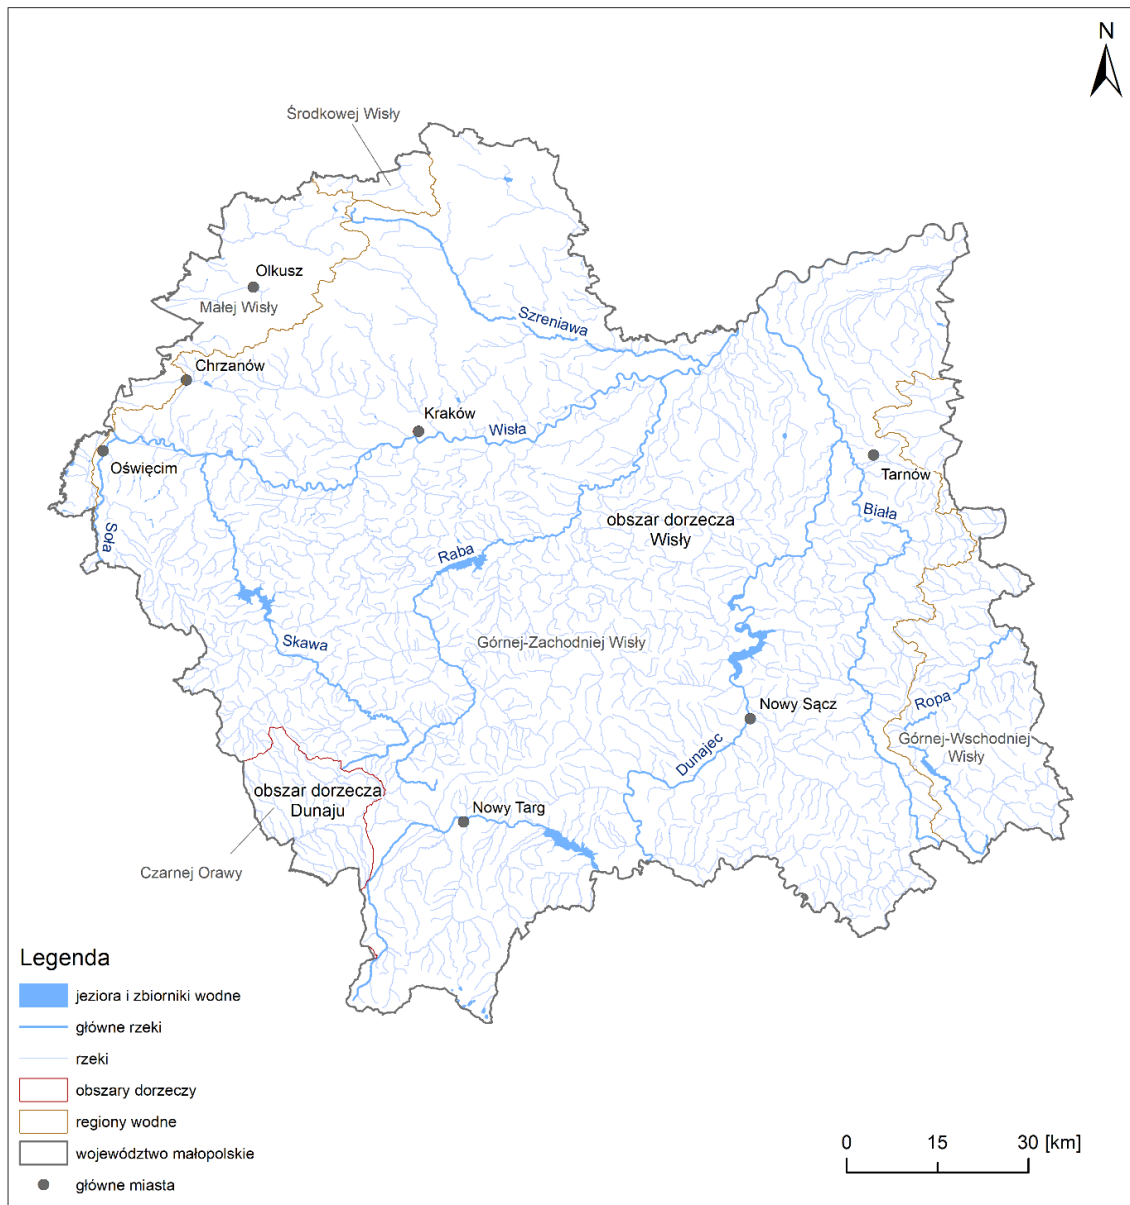 N
Środkowej Wisły
Olkusz
Małej Wisły
Szreniawa
Chrzanów
Kraków
Wisła
Oświęcim
Tarnów
Biała
obszar dorzecza
Wisły
Soła
Raba
Skawa
Górnej-Zachodniej Wisły
Ropa
Nowy Sącz
Górnej-Wschodniej
Wisły
Dunajec
obszar dorzecza
Dunaju
Nowy Targ
Czarnej Orawy
Legenda
jeziora i zbiorniki wodne
główne rzeki
rzeki
obszary dorzeczy
regiony wodne
województwo małopolskie
główne miasta
0 15 30 [km]